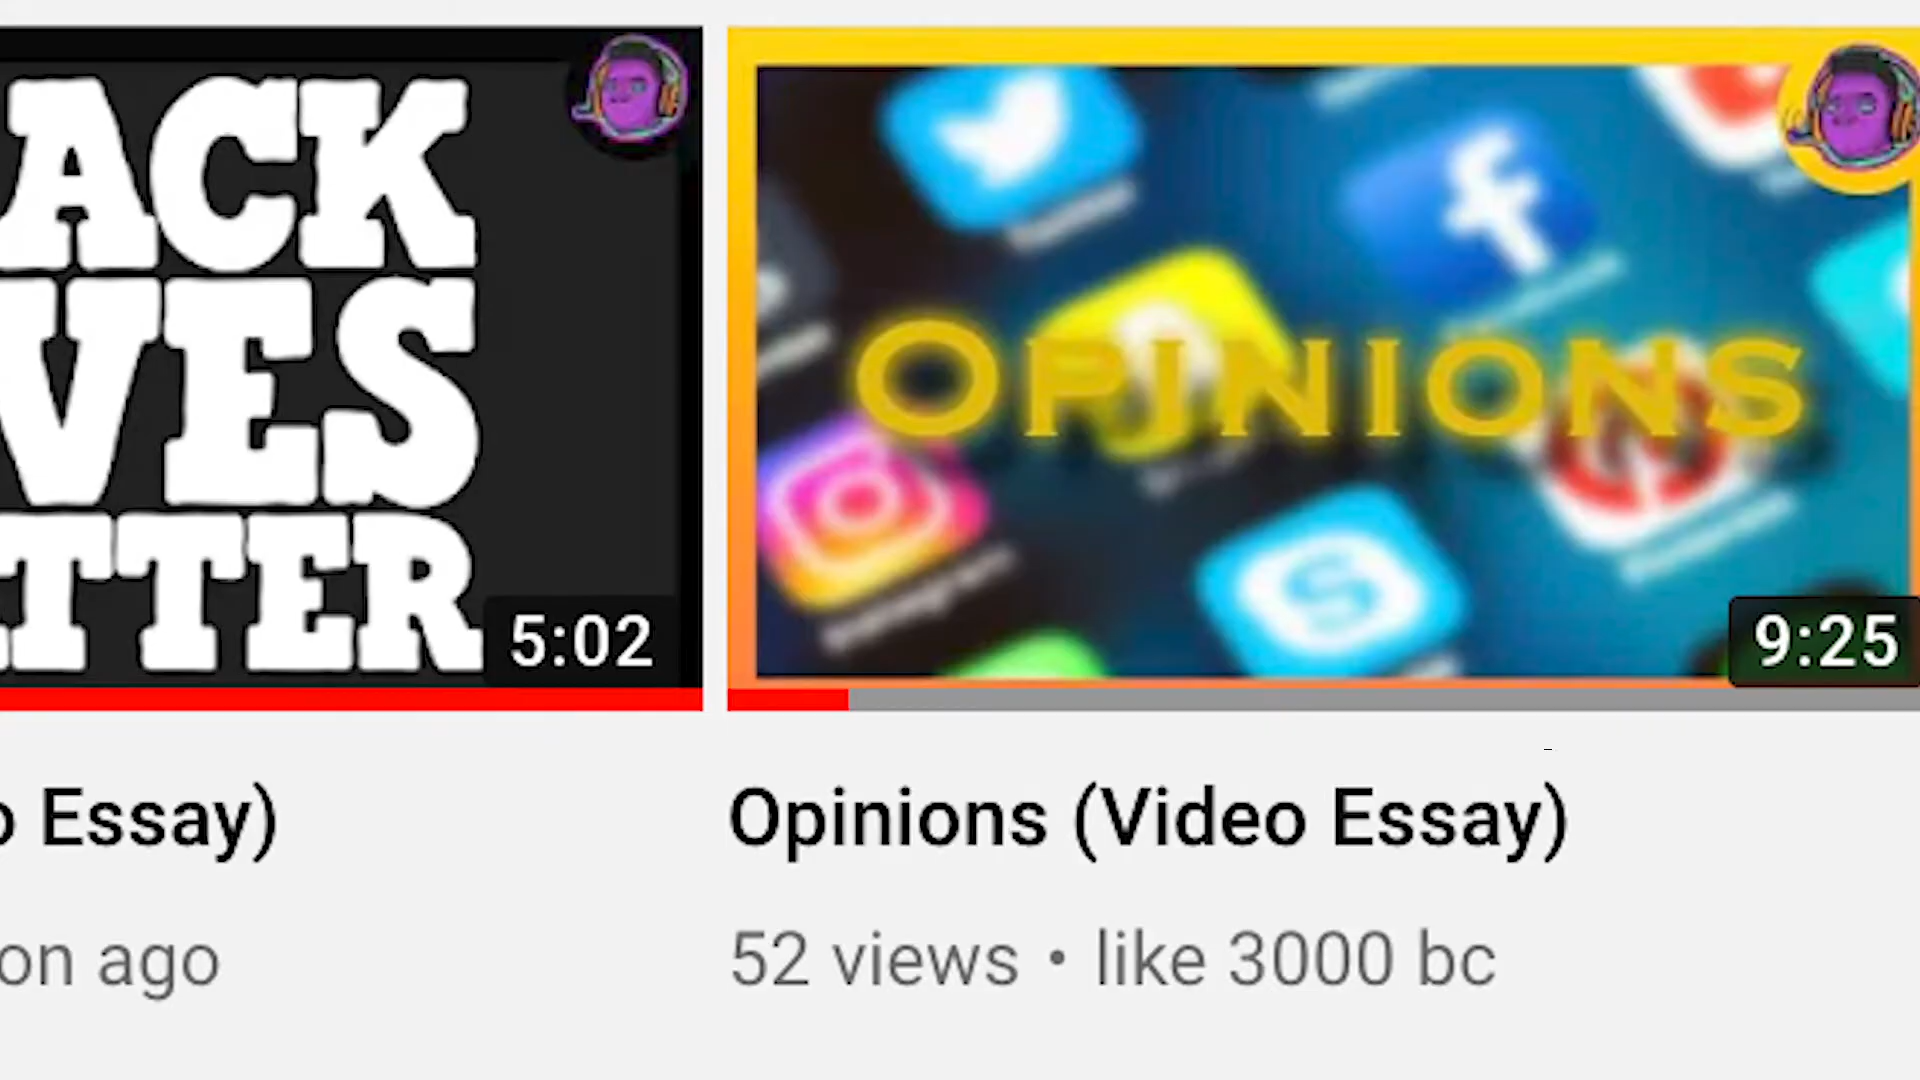 ACK
VES
TTER
5:02
OPINIONS
9:25
o Essay)
on ago
Opinions (Video Essay)
52 views • like 3000 bc